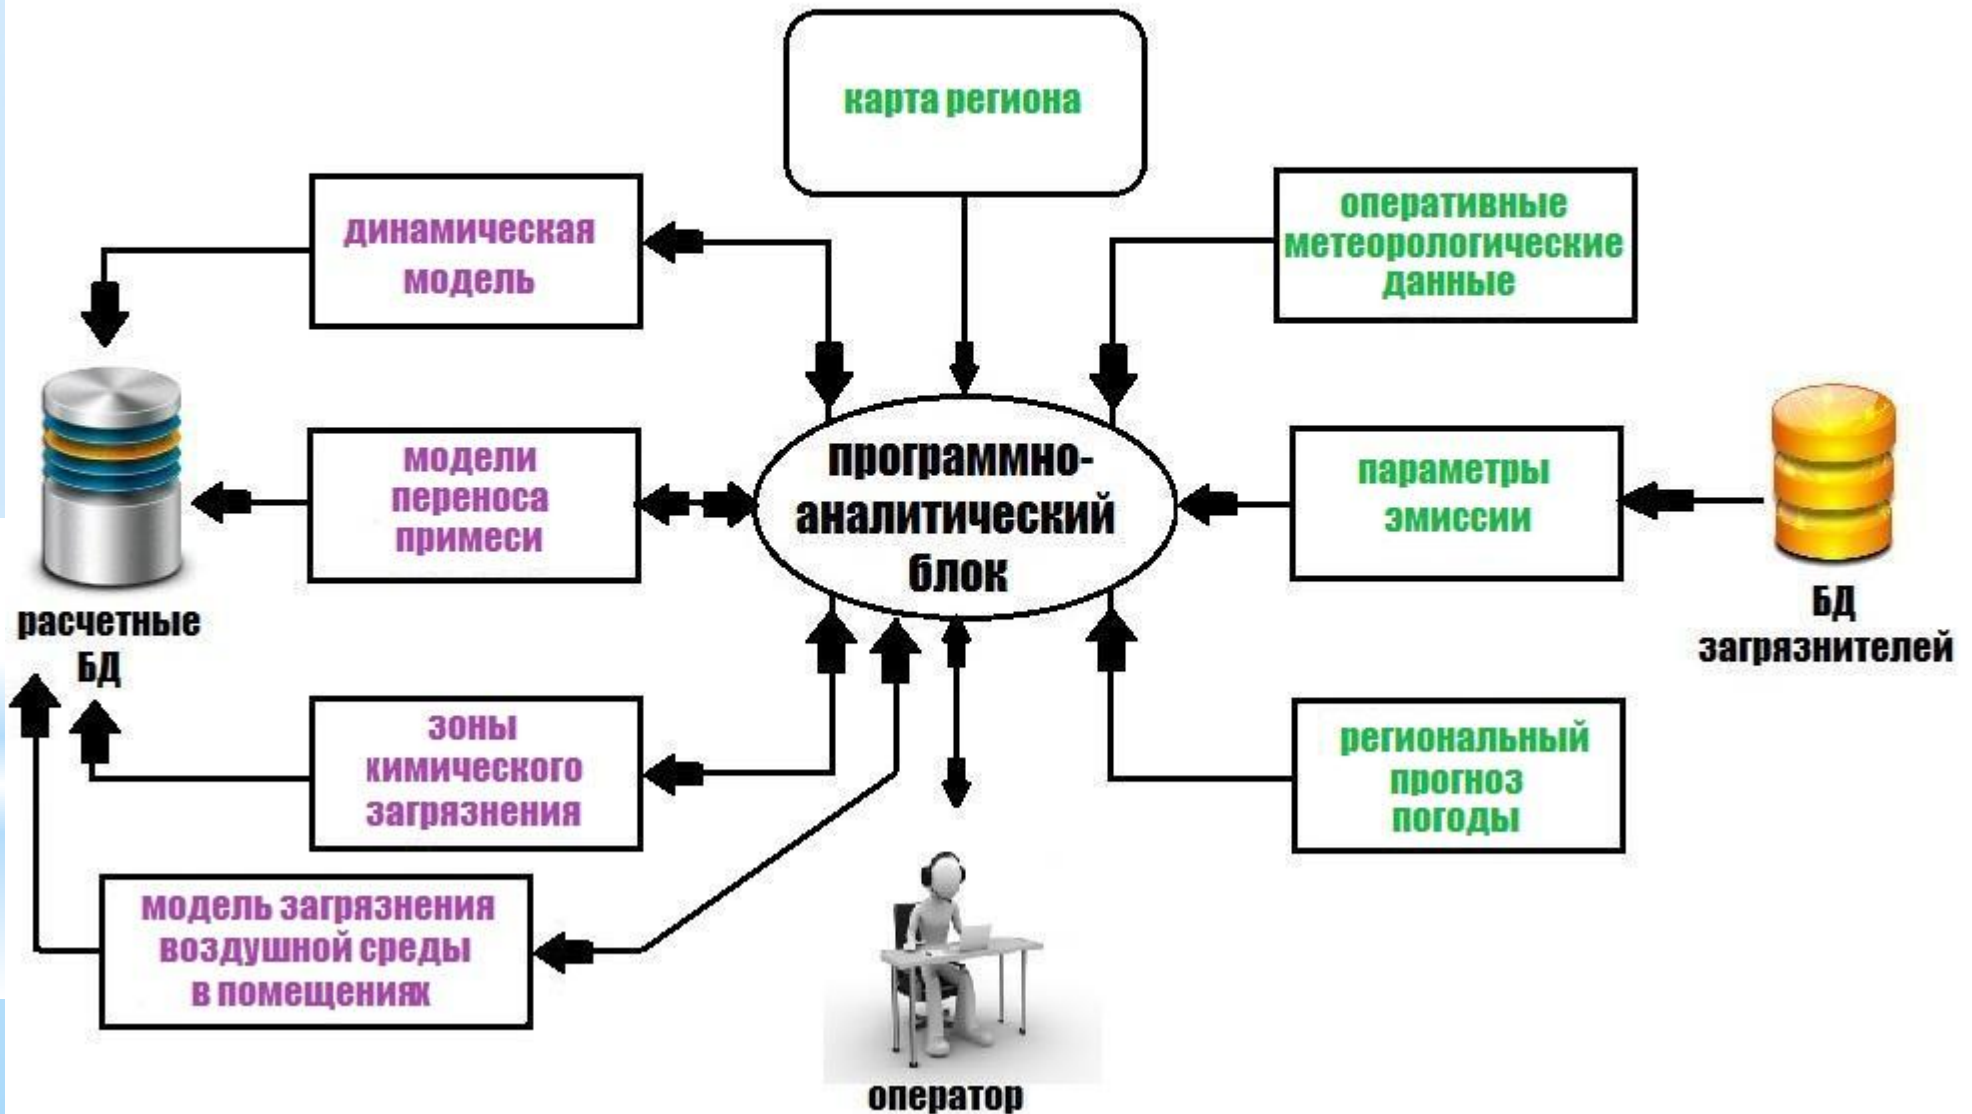 карта региона
динамическая
модель
оперативные
метеорологические
данные
модели
переноса
примеси
программно-
аналитический
блок
параметры
эмиссии
БД
загрязнителей
расчетные
БД
зоны
химического
загрязнения
региональный
прогноз
погоды
модель загрязнения
воздушной среды
в помещениях
оператор